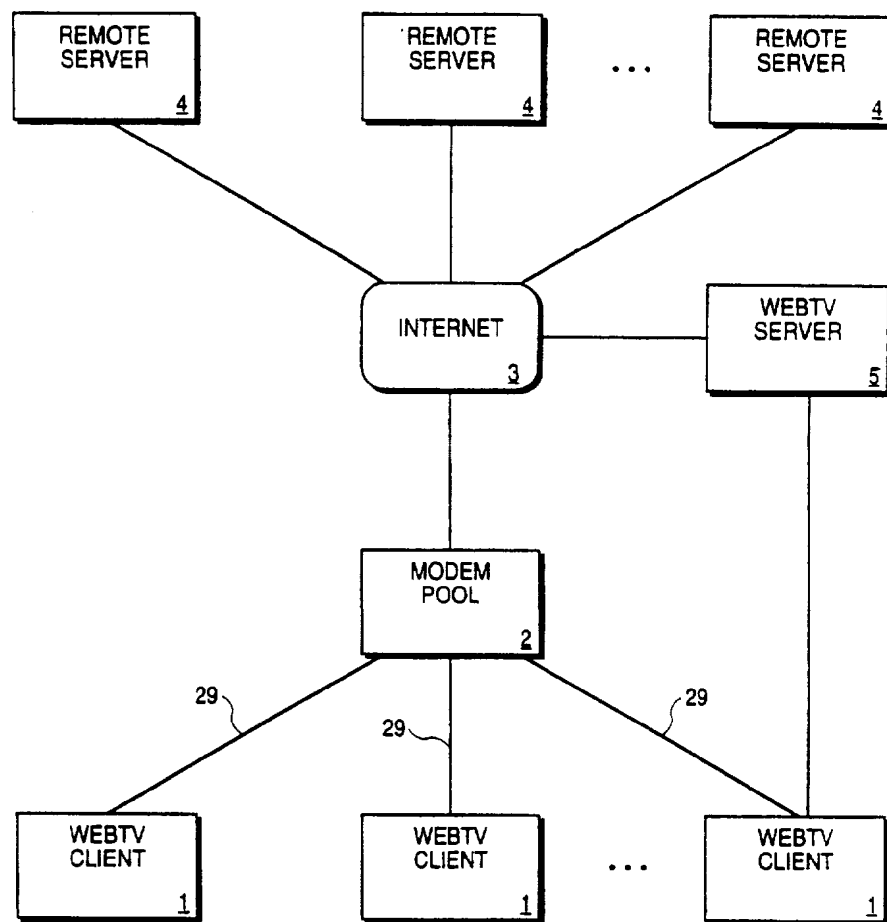 REMOTE
SERVER
4
REMOTE
SERVER
4
...
REMOTE
SERVER
4
INTERNET
3
WEBTV
SERVER
5
MODEM
POOL
2
29
29
29
WEBTV
CLIENT
1
WEBTV
CLIENT
1
...
WEBTV
CLIENT
1